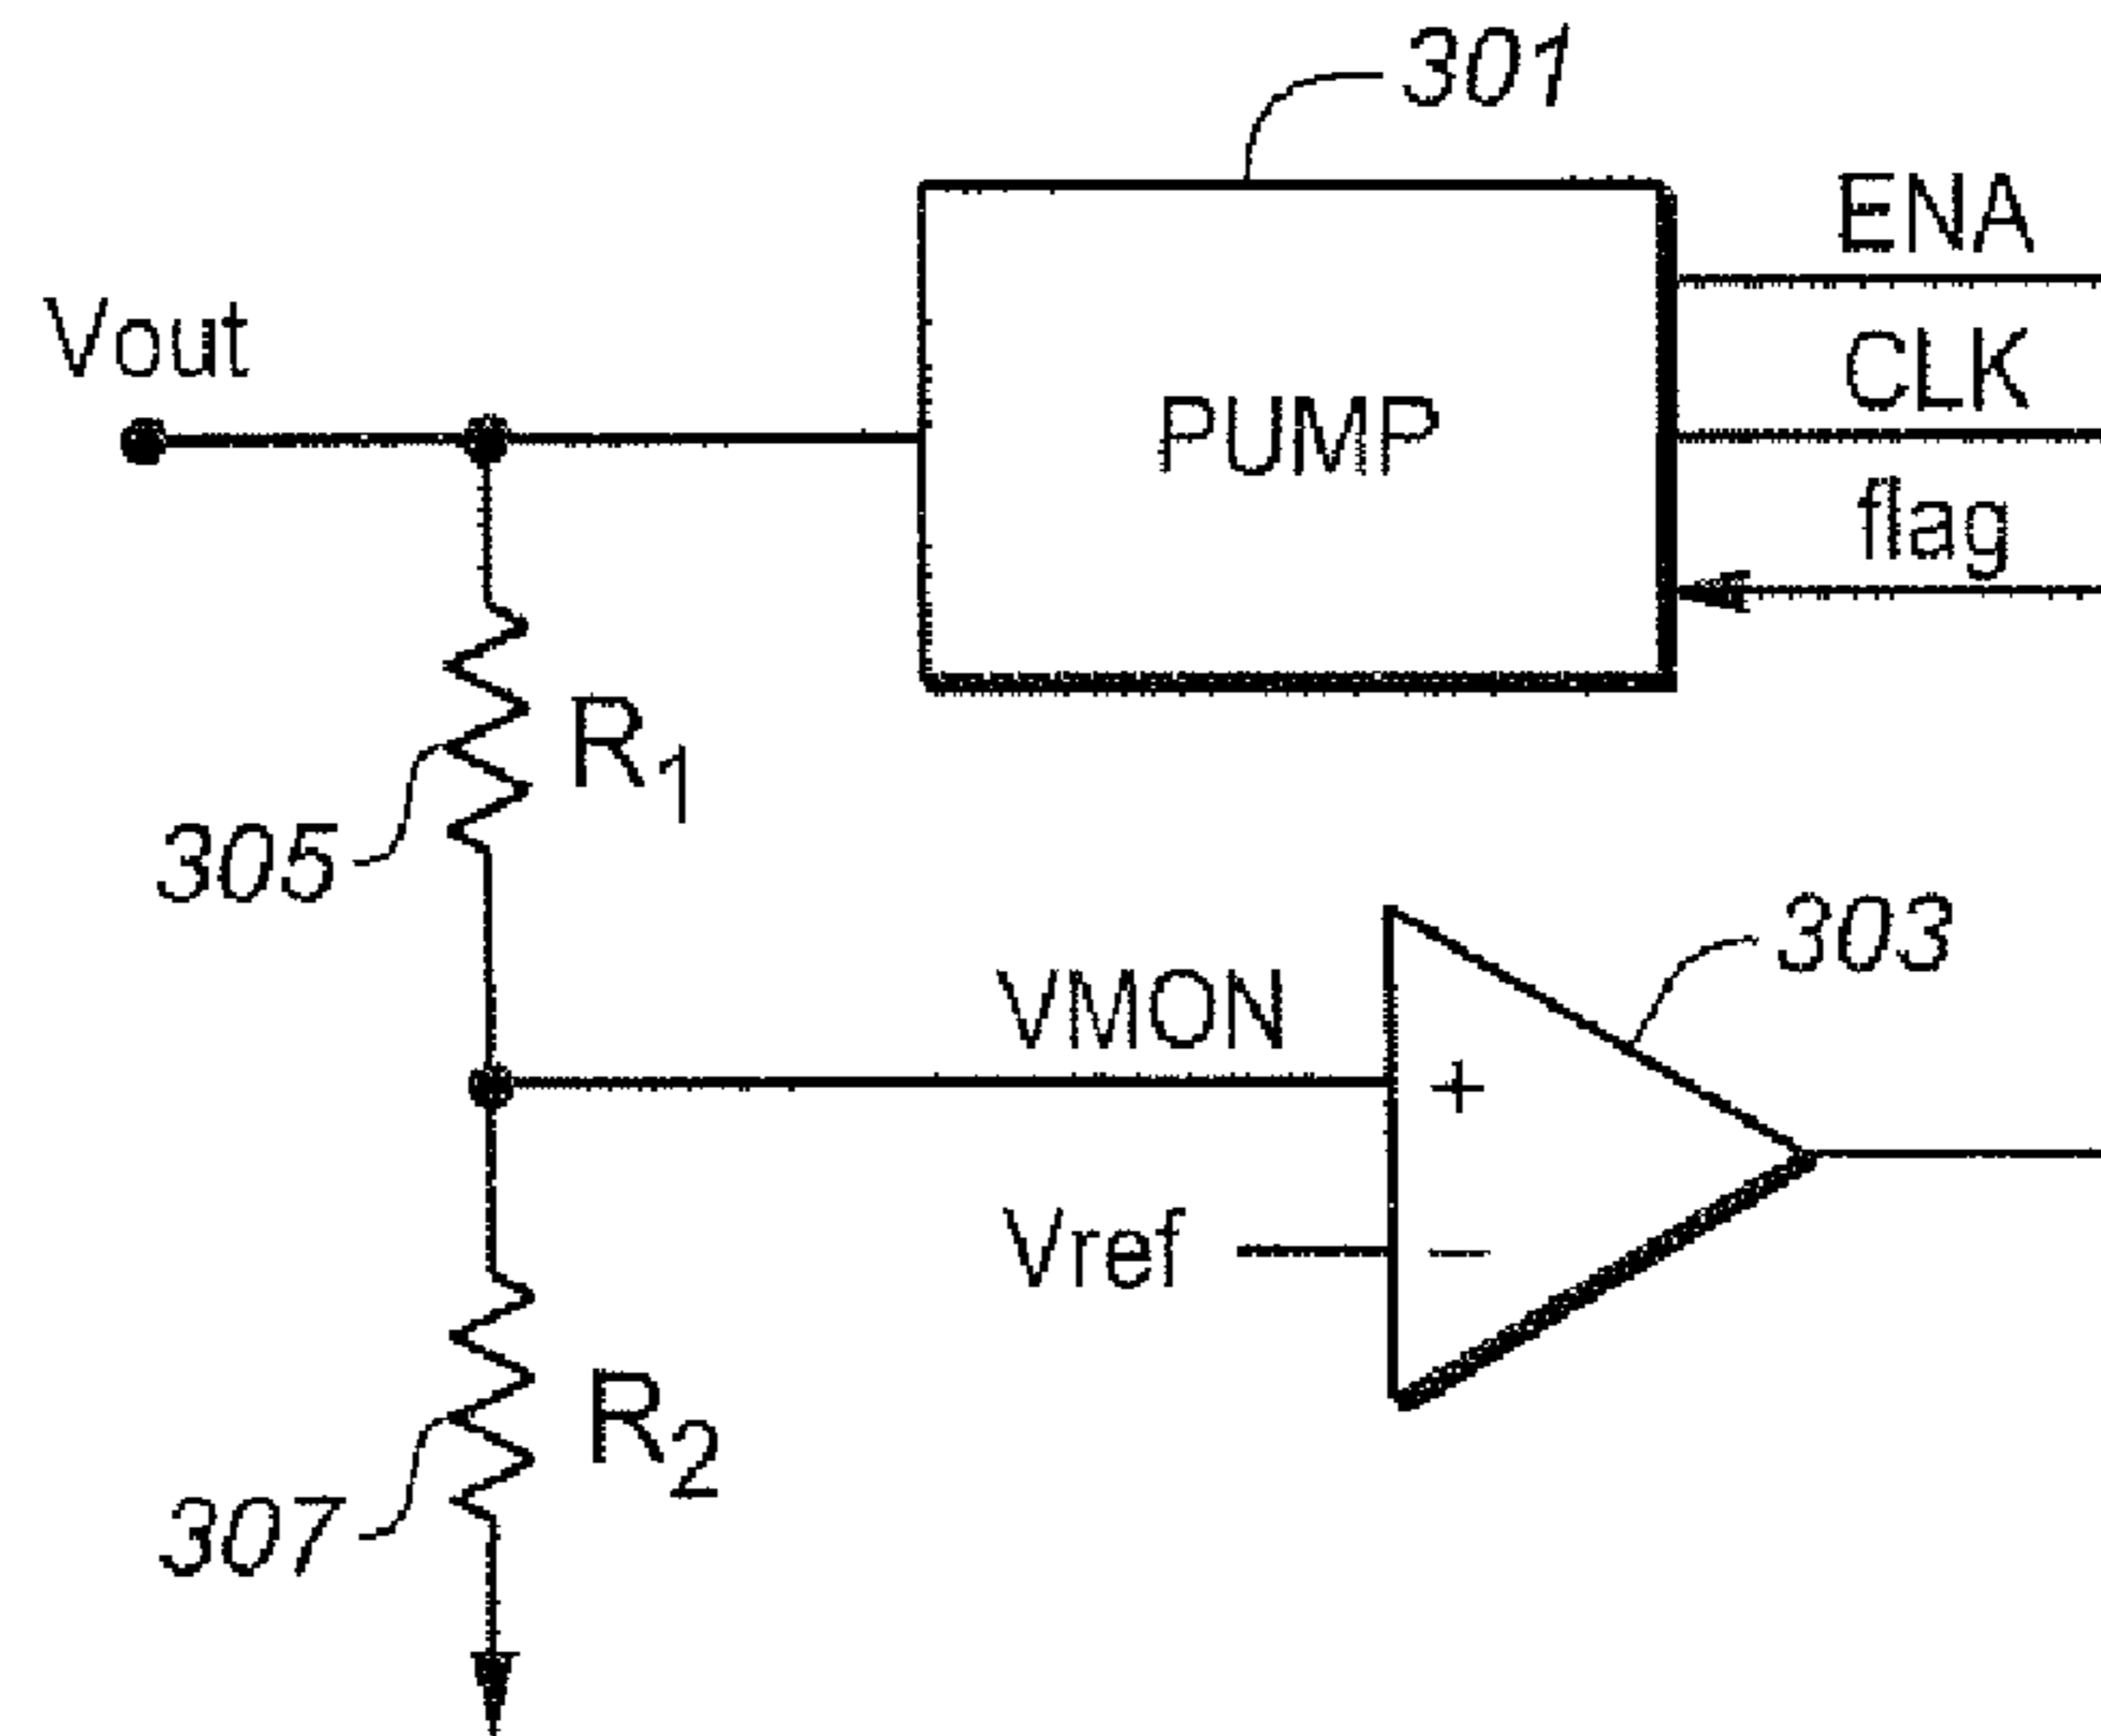 301
ENA
Vout
CLK
PUMP
flag
R1
305
303
VMON
+
Vref
−
R2
307